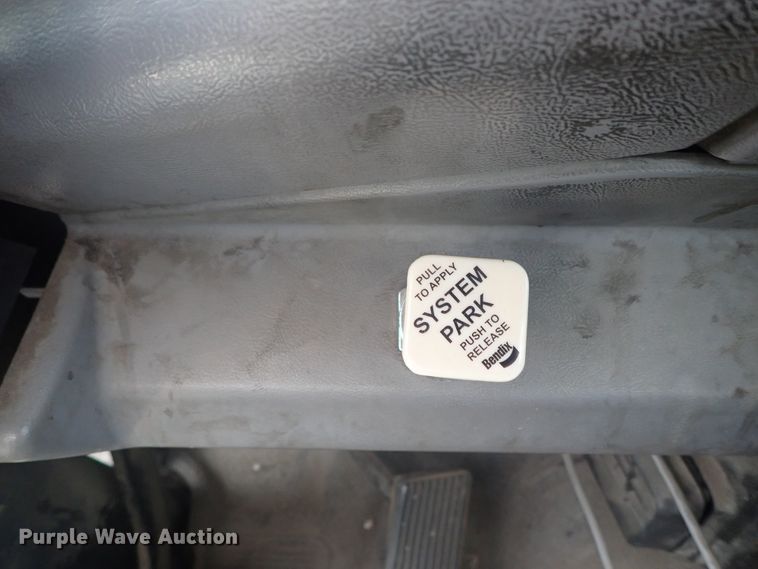 PULL
TO APPLY
SYSTEM
PARK
PUSH TO
RELEASE
Bendix
Purple Wave Auction